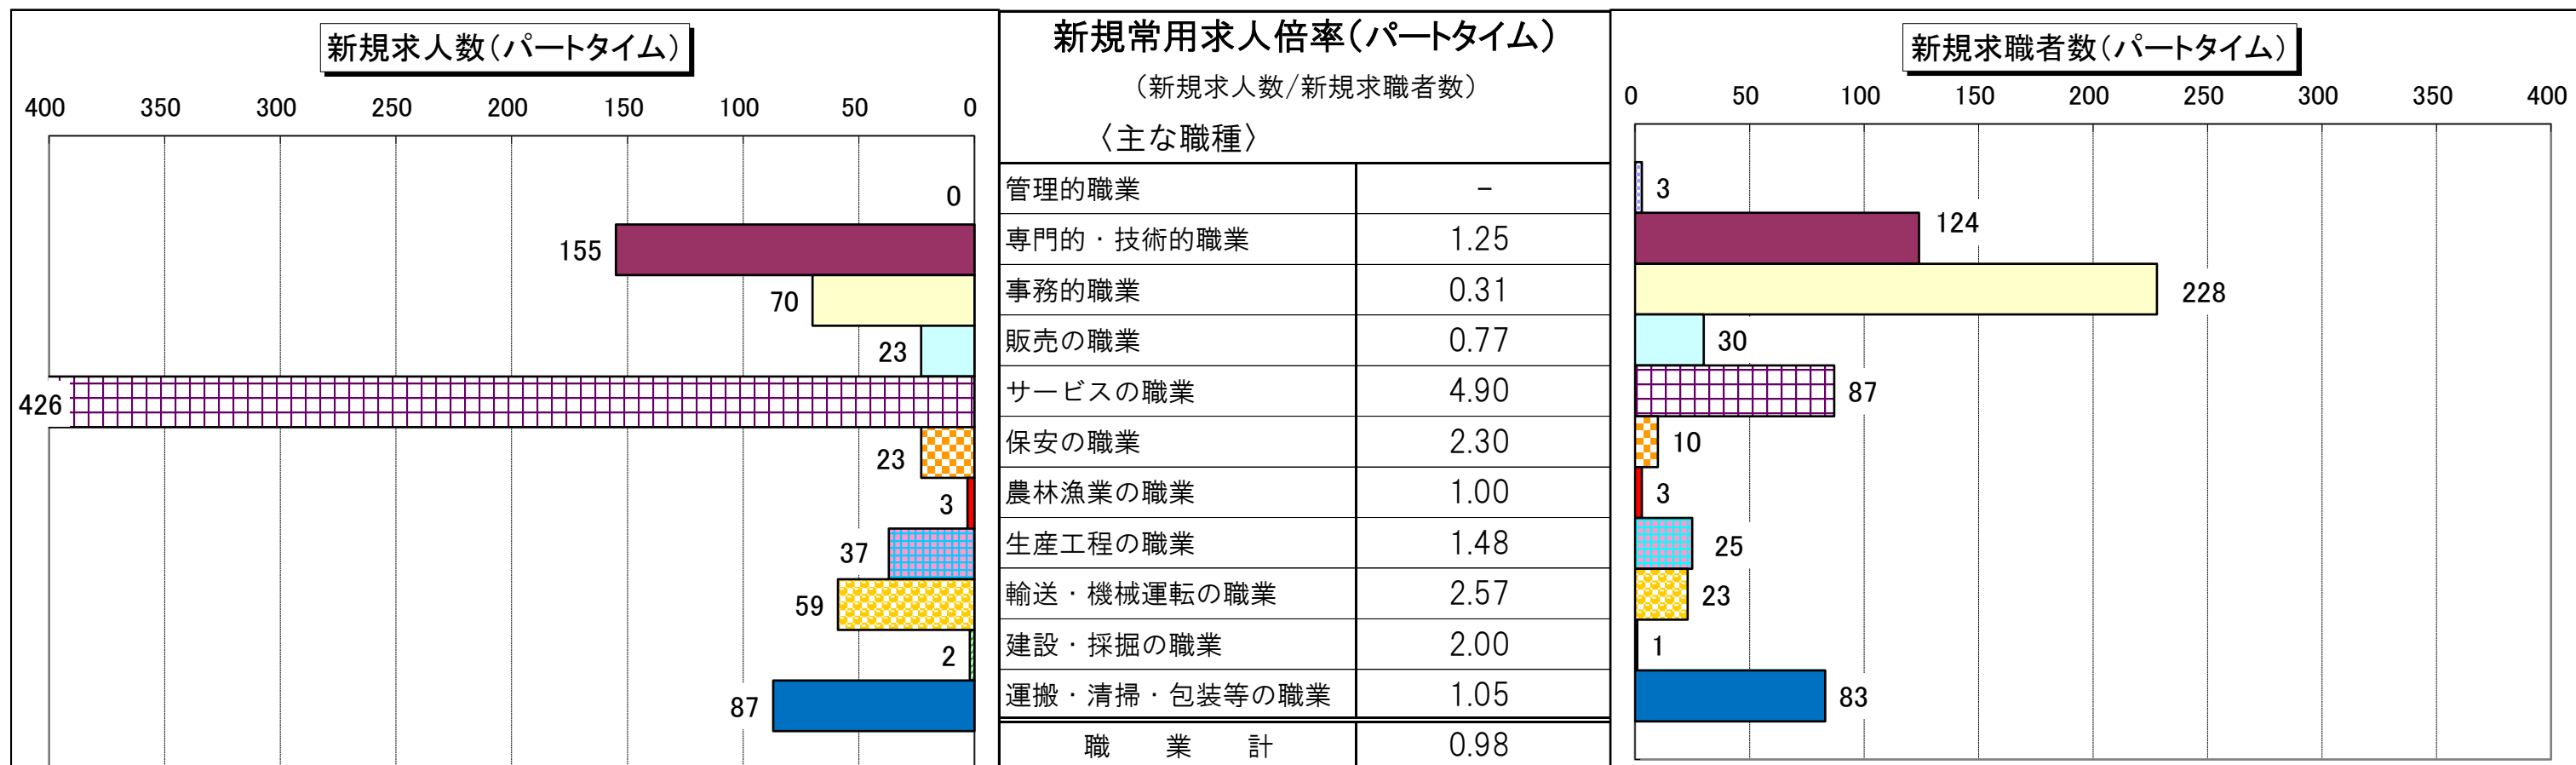 新規求人数(パートタイム)
400 350 300 250 200 150 100 50 0
0
155
70
23
426
23
3
37
59
2
87
新規常用求人倍率(パートタイム)
(新規求人数/新規求職者数)
〈主な職種〉
管理的職業 -
専門的・技術的職業 1.25
事務的職業 0.31
販売の職業 0.77
サービスの職業 4.90
保安の職業 2.30
農林漁業の職業 1.00
生産工程の職業 1.48
輸送・機械運転の職業 2.57
建設・採掘の職業 2.00
運搬・清掃・包装等の職業 1.05
職 業 計 0.98
新規求職者数(パートタイム)
0 50 100 150 200 250 300 350 400
3
124
228
30
87
10
3
25
23
1
83